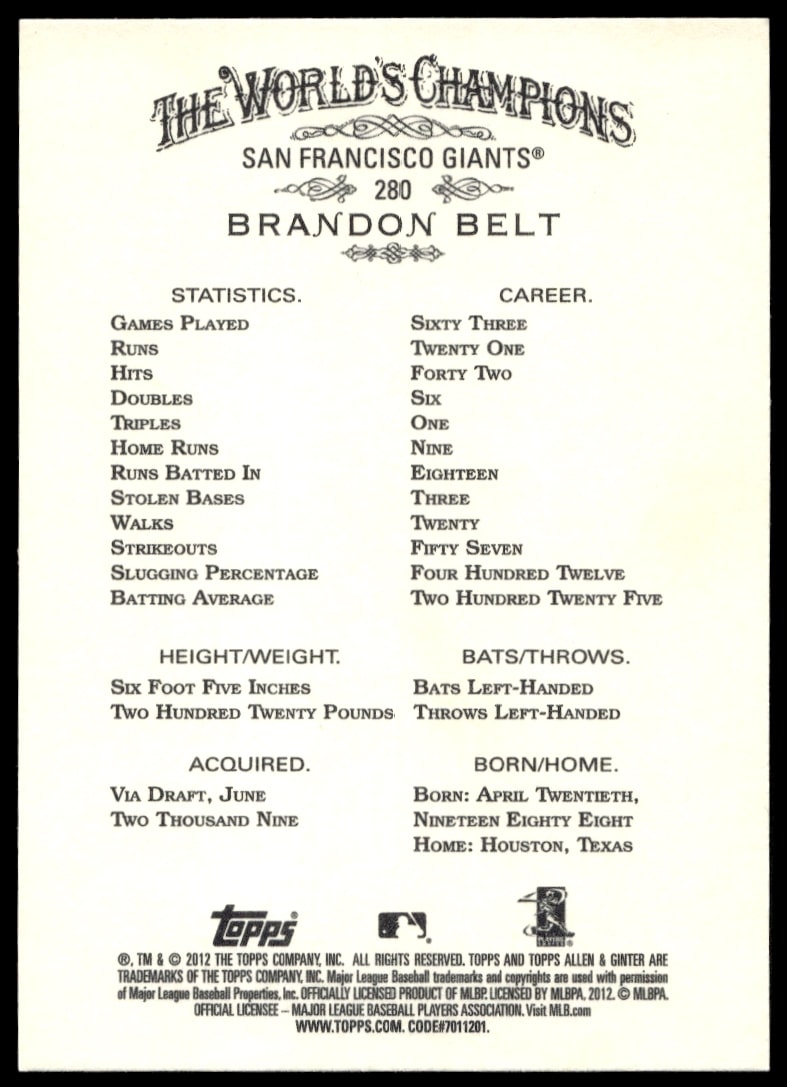 THE WORLD'S CHAMPIONS
SAN FRANCISCO GIANTS®
280
BRANDON BELT
STATISTICS. CAREER.
GAMES PLAYED SIXTY THREE
RUNS TWENTY ONE
HITS FORTY TWO
DOUBLES SIX
TRIPLES ONE
HOME RUNS NINE
RUNS BATTED IN EIGHTEEN
STOLEN BASES THREE
WALKS TWENTY
STRIKEOUTS FIFTY SEVEN
SLUGGING PERCENTAGE FOUR HUNDRED TWELVE
BATTING AVERAGE TWO HUNDRED TWENTY FIVE
HEIGHT/WEIGHT. BATS/THROWS.
SIX FOOT FIVE INCHES BATS LEFT-HANDED
TWO HUNDRED TWENTY POUNDS THROWS LEFT-HANDED
ACQUIRED. BORN/HOME.
VIA DRAFT, JUNE BORN: APRIL TWENTIETH,
TWO THOUSAND NINE NINETEEN EIGHTY EIGHT
HOME: HOUSTON, TEXAS
topps®
®, TM & © 2012 THE TOPPS COMPANY, INC. ALL RIGHTS RESERVED. TOPPS AND TOPPS ALLEN & GINTER ARE
TRADEMARKS OF THE TOPPS COMPANY, INC. Major League Baseball trademarks and copyrights are used with permission
of Major League Baseball Properties, Inc. OFFICIALLY LICENSED PRODUCT OF MLBP. LICENSED BY MLBPA, 2012. © MLBPA.
OFFICIAL LICENSEE – MAJOR LEAGUE BASEBALL PLAYERS ASSOCIATION. Visit MLB.com
WWW.TOPPS.COM. CODE#7011201.